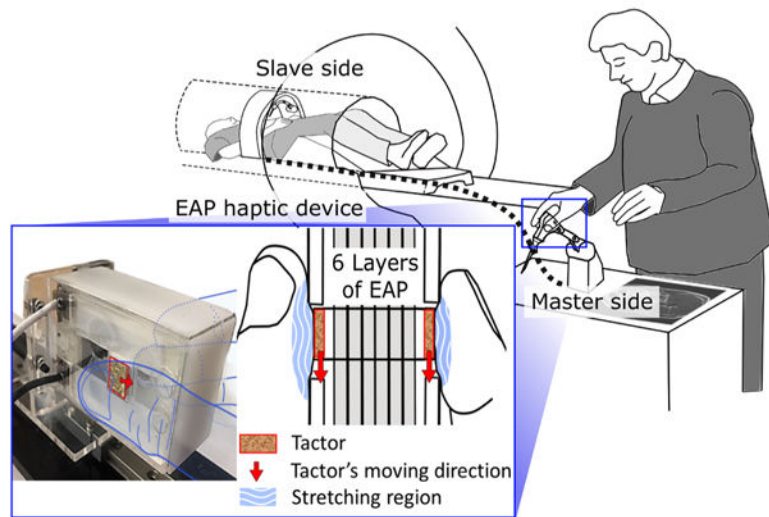 Slave side
EAP haptic device
6 Layers
of EAP
Master side
Tactor
Tactor's moving direction
Stretching region